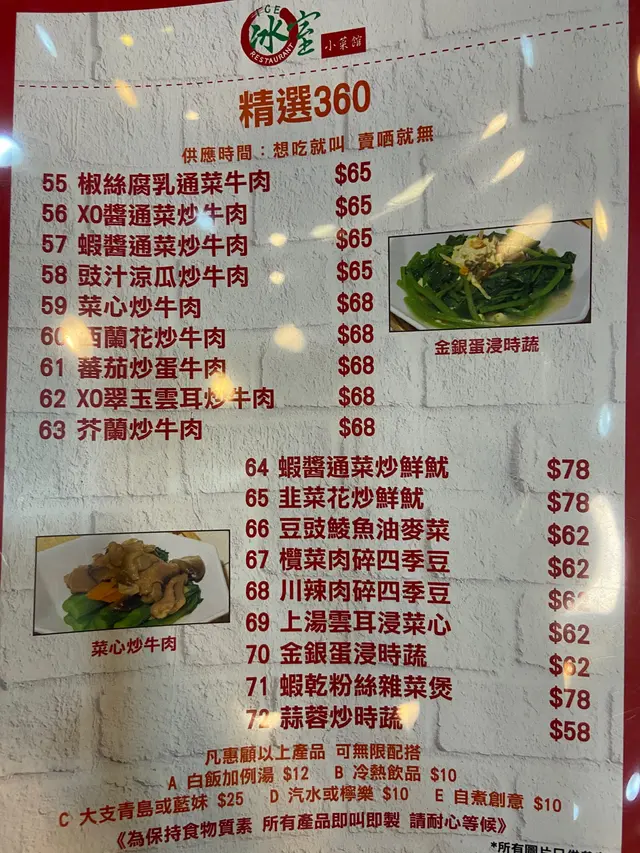 ICE
冰室 小菜館
RESTAURANT
精選360
供應時間：想吃就叫 賣哂就無
55 椒絲腐乳通菜牛肉 $65
56 XO醬通菜炒牛肉 $65
57 蝦醬通菜炒牛肉 $65
58 豉汁涼瓜炒牛肉 $65
59 菜心炒牛肉 $68
60 西蘭花炒牛肉 $68
61 蕃茄炒蛋牛肉 $68
62 XO翠玉雲耳炒牛肉 $68
63 芥蘭炒牛肉 $68
金銀蛋浸時蔬
64 蝦醬通菜炒鮮魷 $78
65 韭菜花炒鮮魷 $78
66 豆豉鯪魚油麥菜 $62
67 欖菜肉碎四季豆 $62
68 川辣肉碎四季豆 $62
69 上湯雲耳浸菜心 $62
70 金銀蛋浸時蔬 $62
71 蝦乾粉絲雜菜煲 $78
72 蒜蓉炒時蔬 $58
菜心炒牛肉
凡惠顧以上產品 可無限配搭
A 白飯加例湯 $12 B 冷熱飲品 $10
C 大支青島或藍妹 $25 D 汽水或檸樂 $10 E 自煮創意 $10
《為保持食物質素 所有產品即叫即製 請耐心等候》
*所有圖片只供